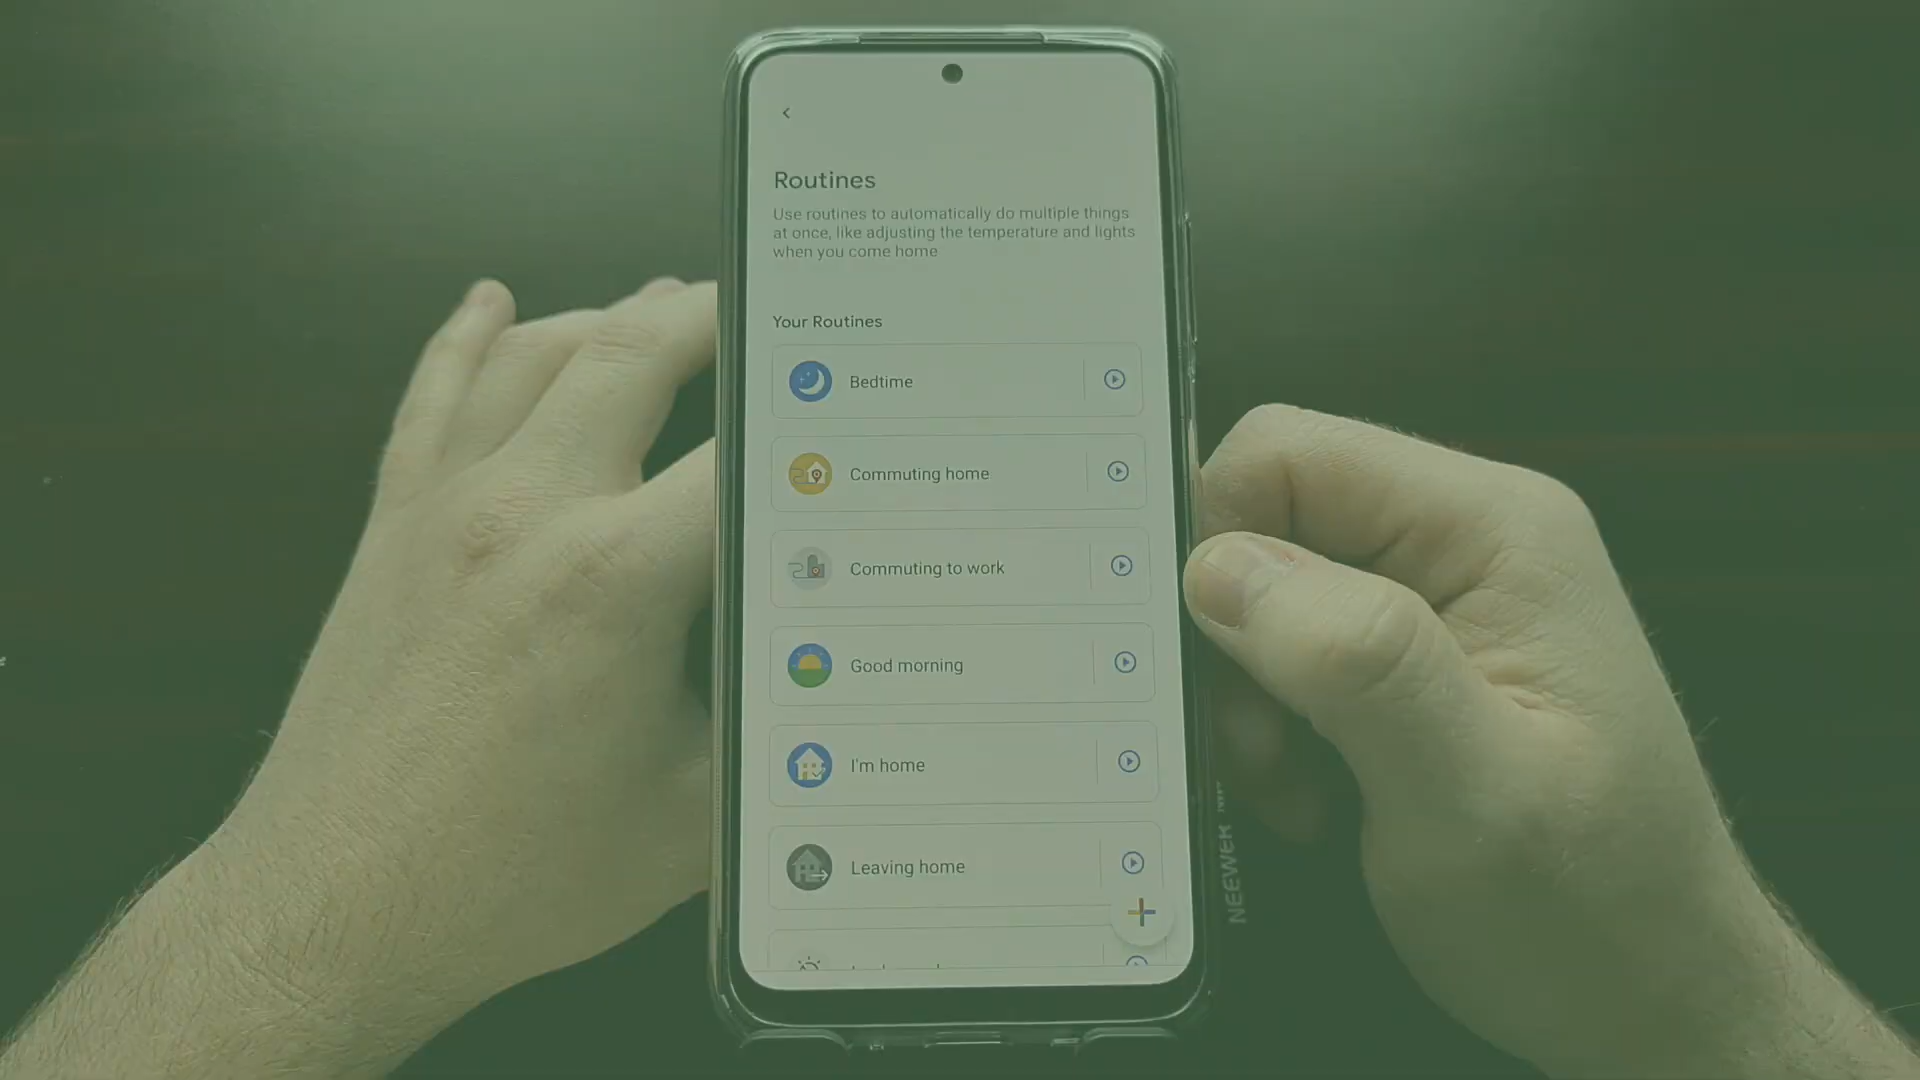 Routines
Use routines to automatically do multiple things
at once, like adjusting the temperature and lights
when you come home
Your Routines
Bedtime
Commuting home
Commuting to work
Good morning
I'm home
Leaving home
NEEWER